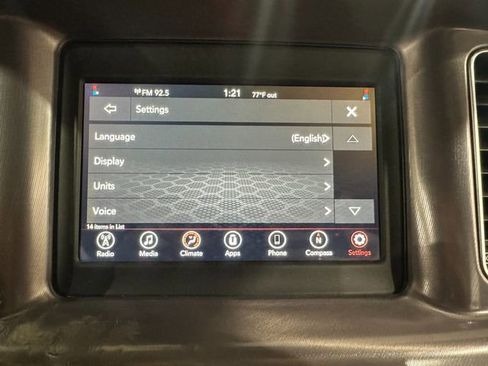 FM 92.5 1:21 77°F out
Settings
Language (English)
Display
Units
Voice
14 items in List
Radio Media Climate Apps Phone Compass Settings
N